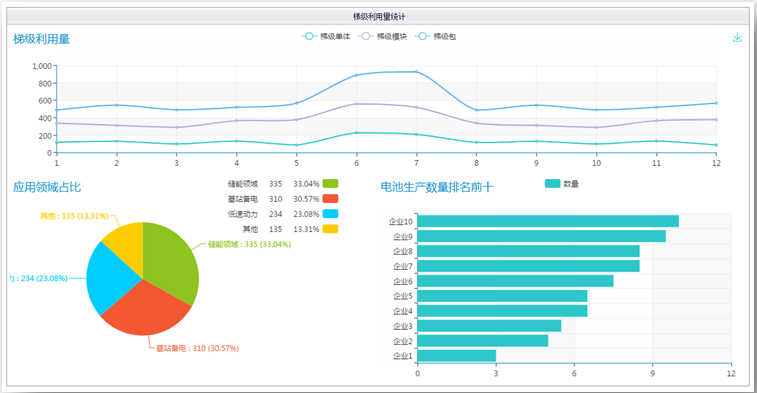 梯级利用量统计
梯级利用量
梯级单体 梯级模块 梯级包
1,000
800
600
400
200
0
1 2 3 4 5 6 7 8 9 10 11 12
应用领域占比
储能领域 335 33.04%
基站备电 310 30.57%
低速动力 234 23.08%
其他 135 13.31%
其他 : 135 (13.31%)
储能领域 : 335 (33.04%)
力 : 234 (23.08%)
基站备电 : 310 (30.57%)
电池生产数量排名前十
数量
企业10
企业9
企业8
企业7
企业6
企业5
企业4
企业3
企业2
企业1
0 3 6 9 12